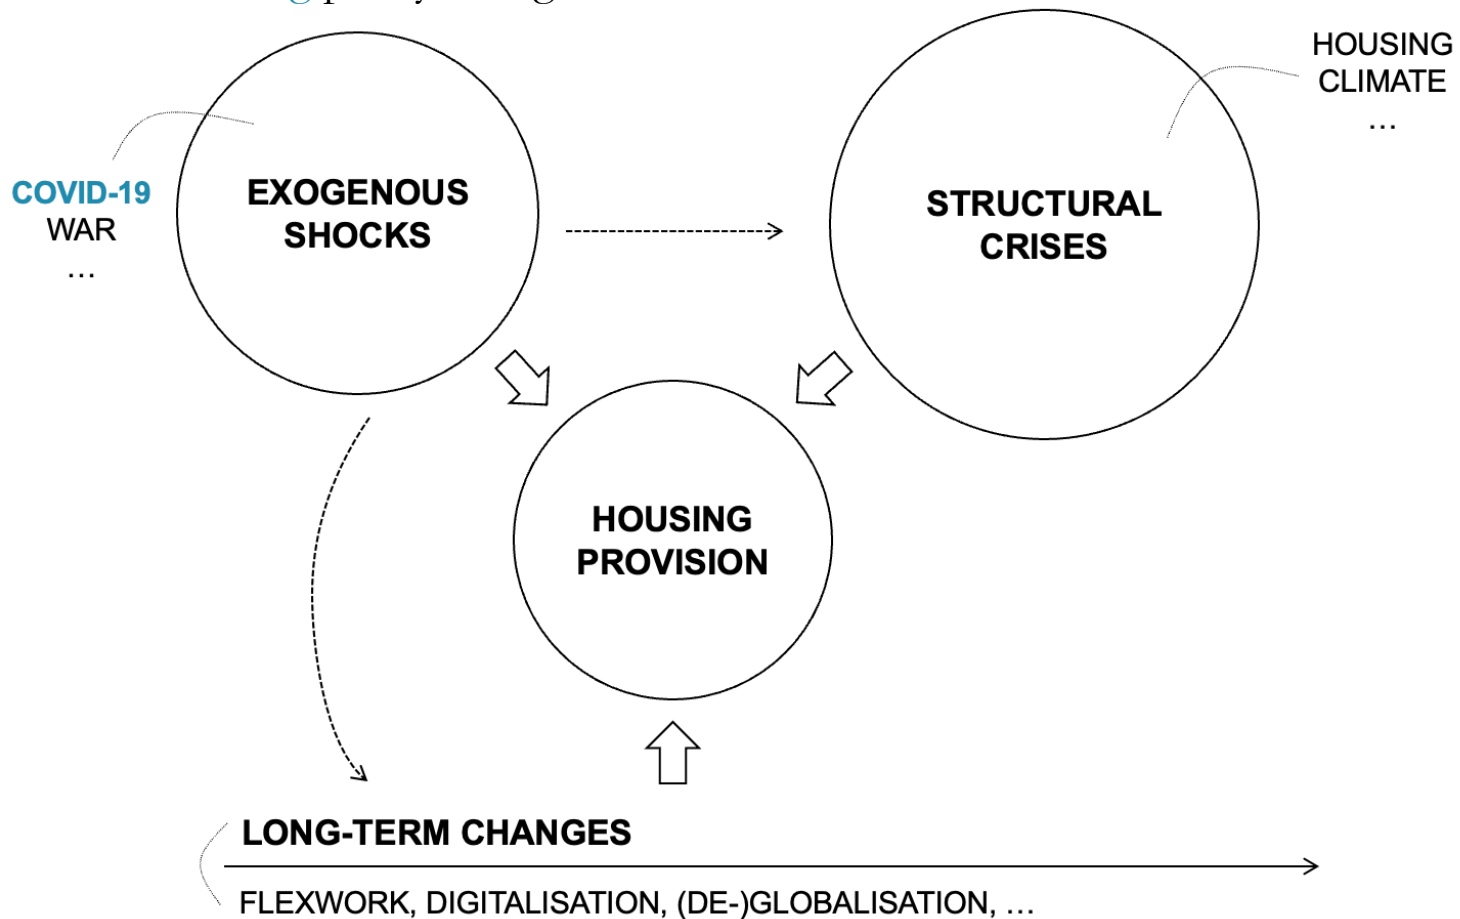 HOUSING
CLIMATE
…
COVID-19
WAR
…
EXOGENOUS
SHOCKS
STRUCTURAL
CRISES
HOUSING
PROVISION
LONG-TERM CHANGES
FLEXWORK, DIGITALISATION, (DE-)GLOBALISATION, …